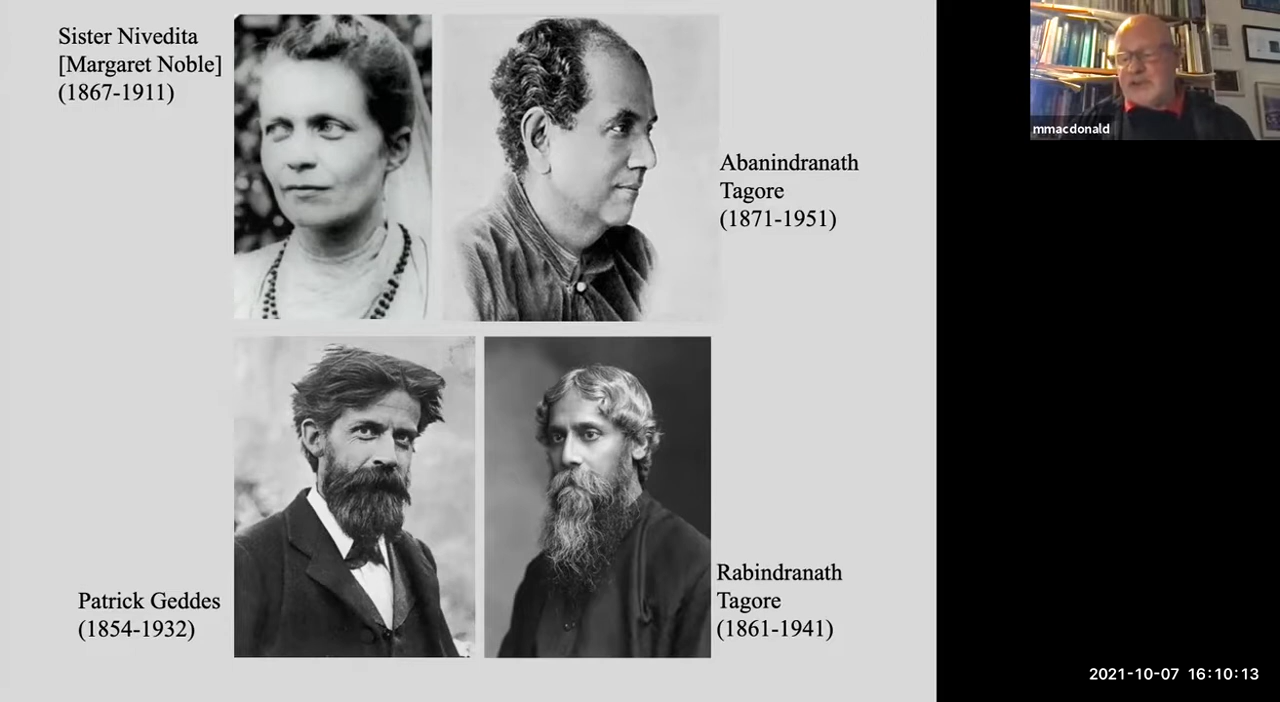 Sister Nivedita
[Margaret Noble]
(1867-1911)
Abanindranath
Tagore
(1871-1951)
Patrick Geddes
(1854-1932)
Rabindranath
Tagore
(1861-1941)
mmacdonald
2021-10-07 16:10:13